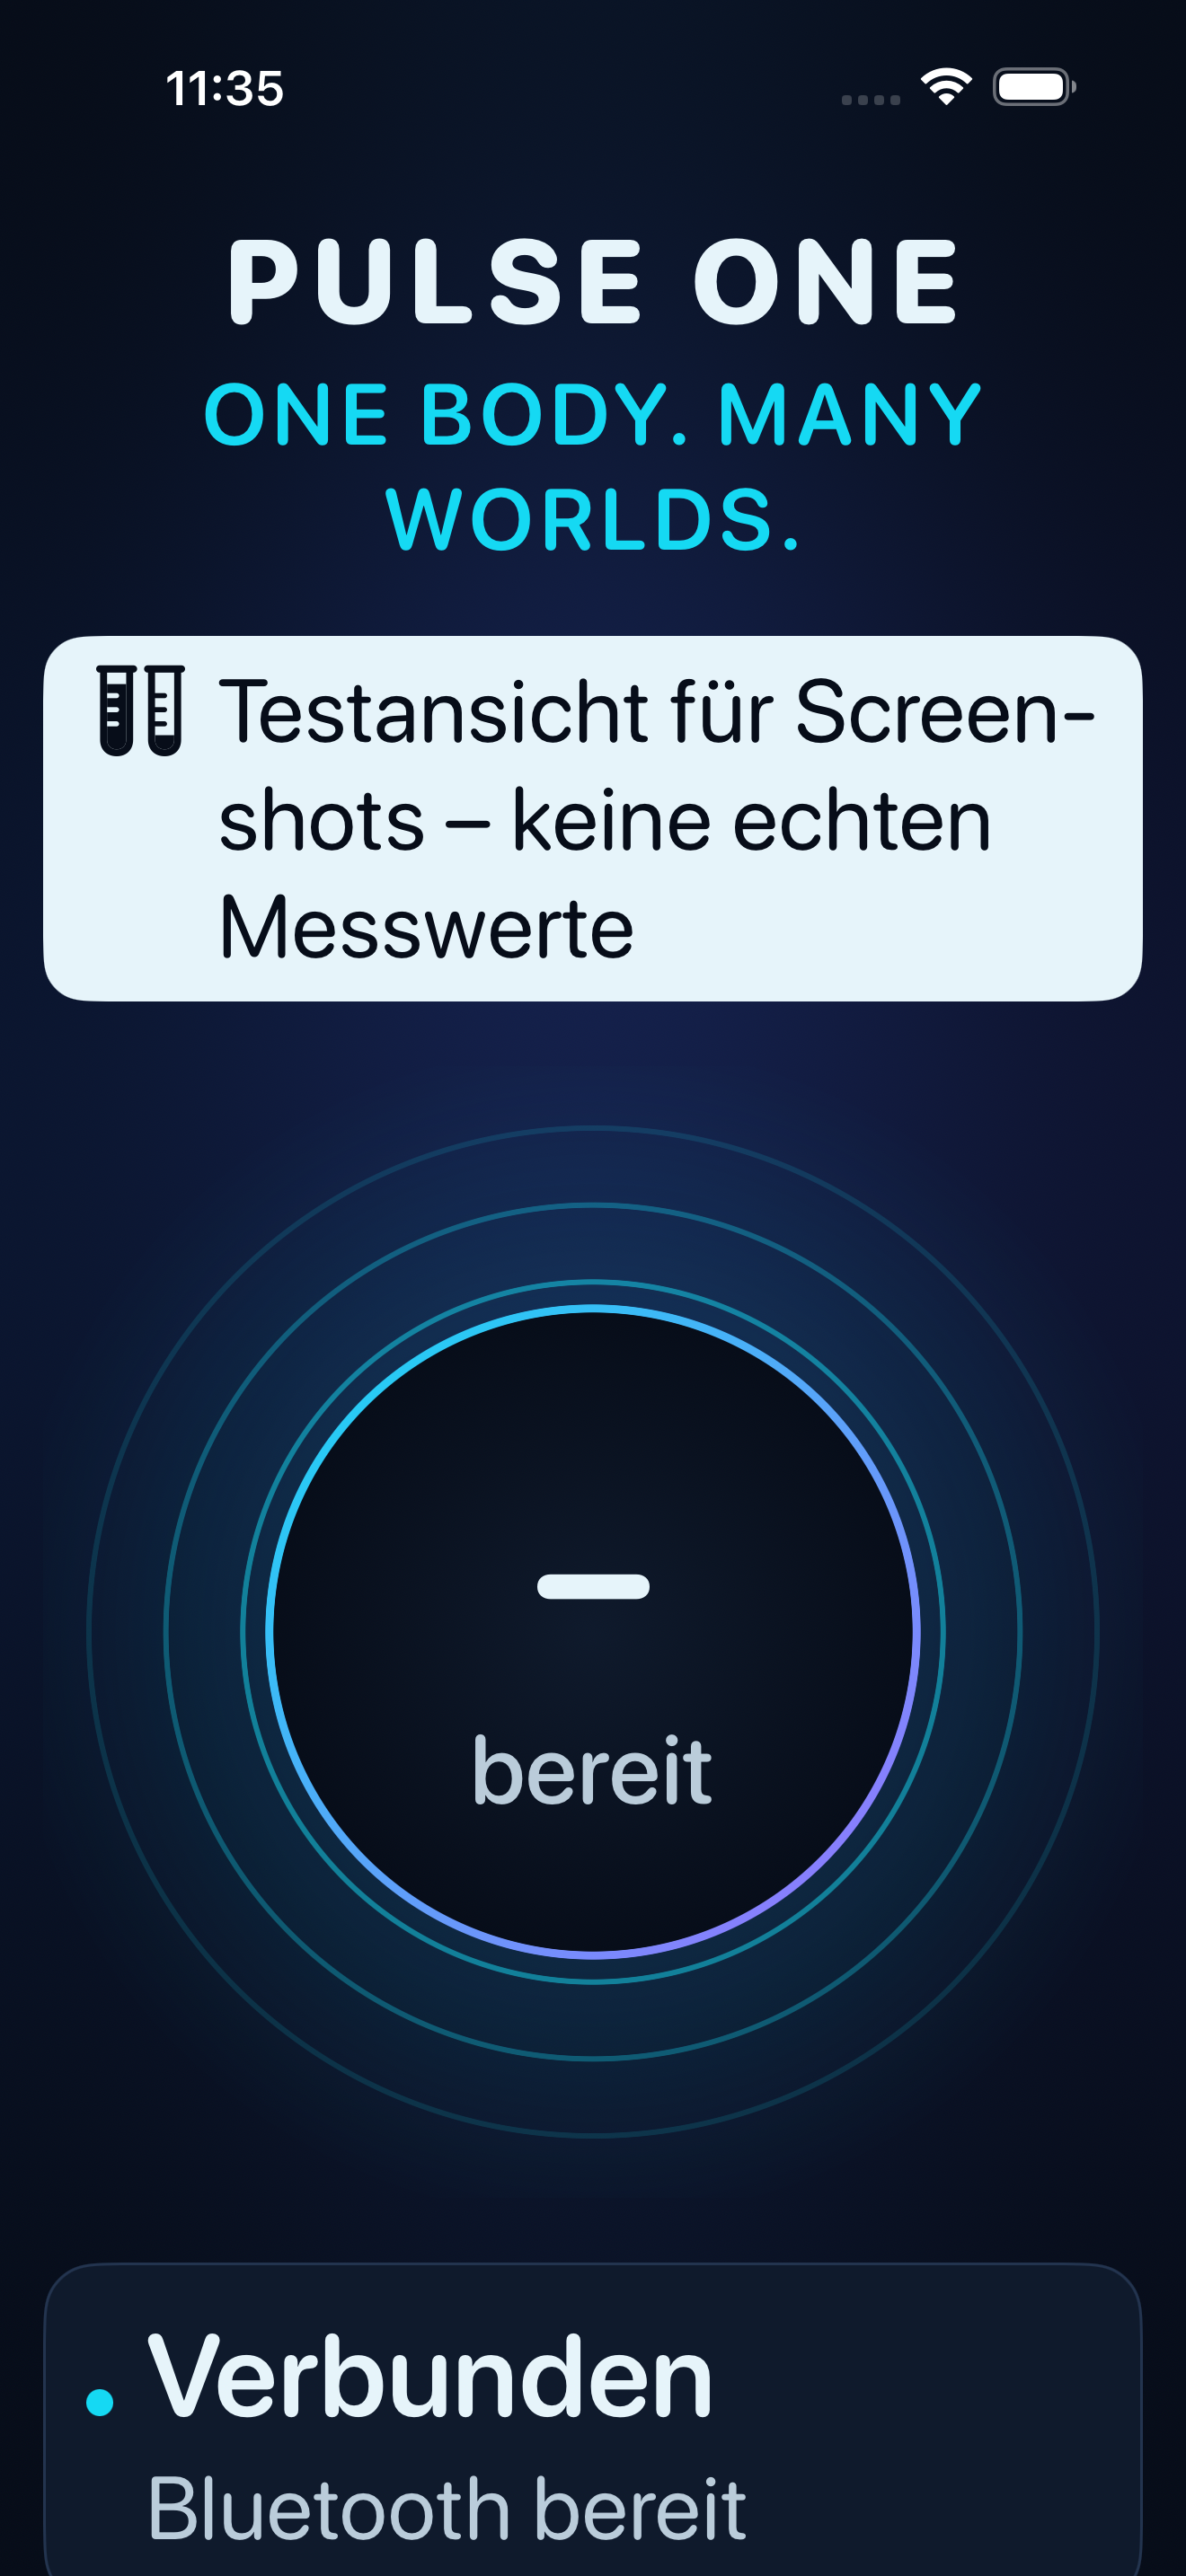 11:35
PULSE ONE
ONE BODY. MANY
WORLDS.
Testansicht für Screen-
shots – keine echten
Messwerte
–
bereit
Verbunden
Bluetooth bereit